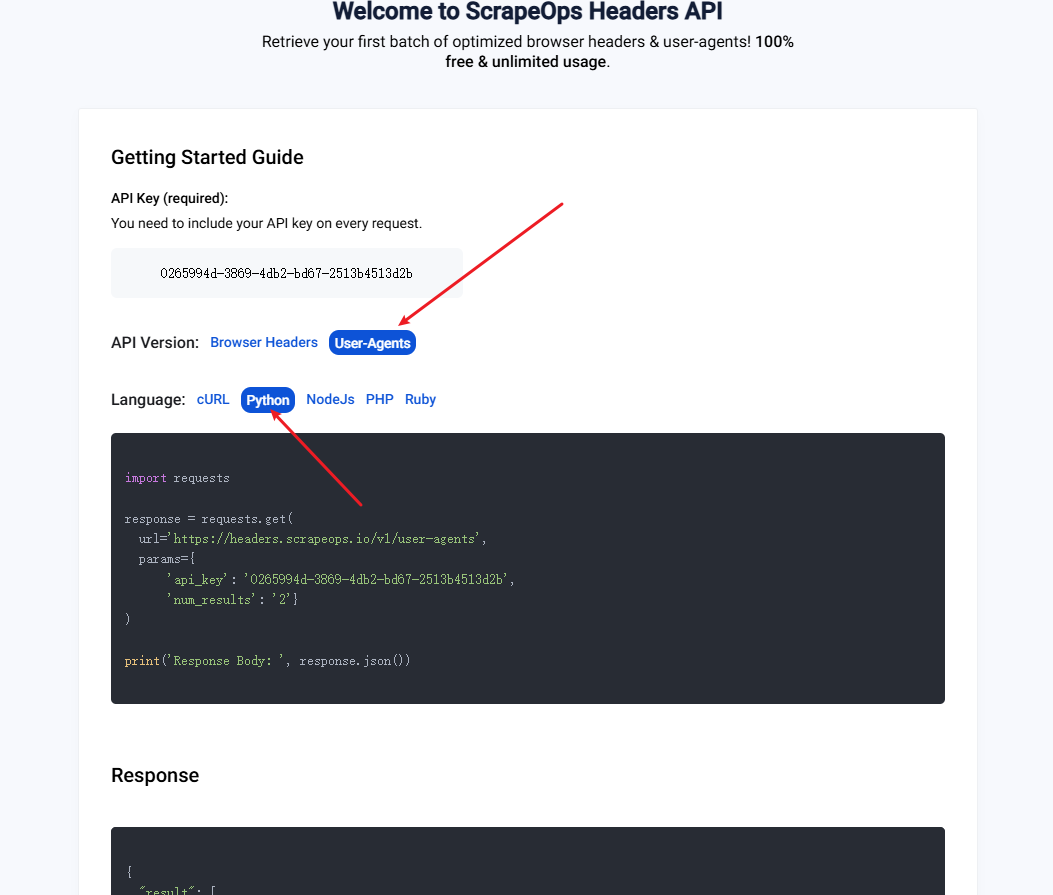 Welcome to ScrapeOps Headers API
Retrieve your first batch of optimized browser headers & user-agents! 100%
free & unlimited usage.
Getting Started Guide
API Key (required):
You need to include your API key on every request.
0265994d-3869-4db2-bd67-2513b4513d2b
API Version: Browser Headers User-Agents
Language: cURL Python NodeJs PHP Ruby
import requests
response = requests.get(
url='https://headers.scrapeops.io/v1/user-agents',
params={
'api_key': '0265994d-3869-4db2-bd67-2513b4513d2b',
'num_results': '2'}
)
print('Response Body: ', response.json())
Response
{
"result": [